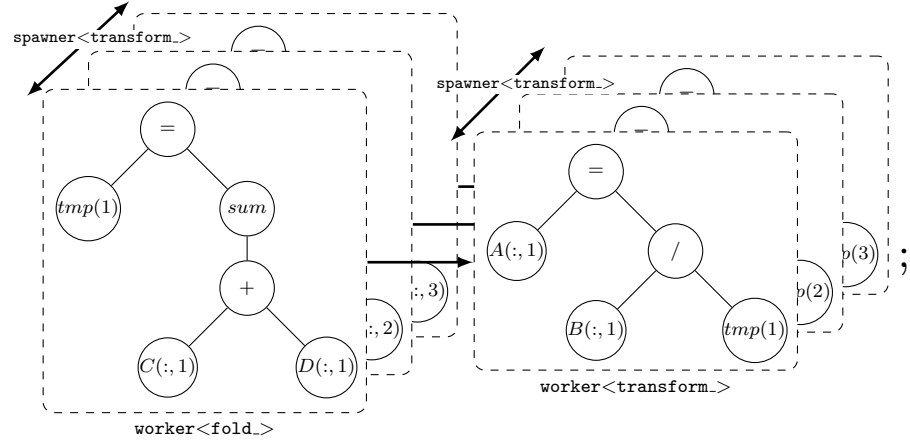 spawner<transform_>
=
=
=
tmp(1)
sum
+
C(:, 1)
D(:, 1)
:, 2)
:, 3)
worker<fold_>
spawner<transform_>
=
=
=
A(:, 1)
/
B(:, 1)
tmp(1)
p(2)
p(3)
worker<transform_>
;